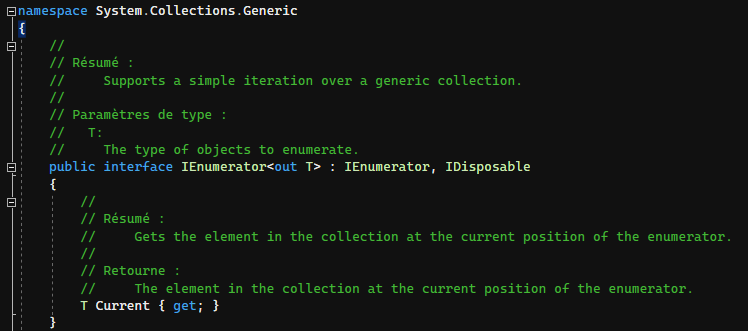 namespace System.Collections.Generic
{
//
// Résumé :
//     Supports a simple iteration over a generic collection.
//
// Paramètres de type :
//   T:
//     The type of objects to enumerate.
public interface IEnumerator<out T> : IEnumerator, IDisposable
{
//
// Résumé :
//     Gets the element in the collection at the current position of the enumerator.
//
// Retourne :
//     The element in the collection at the current position of the enumerator.
T Current { get; }
}